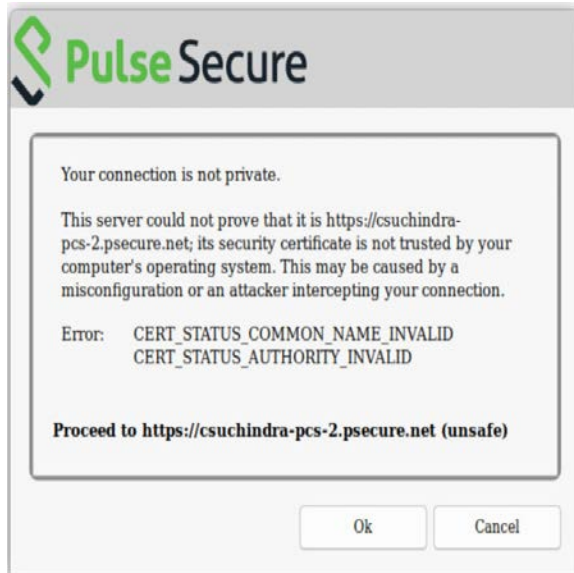 Pulse Secure
Your connection is not private.
This server could not prove that it is https://csuchindra-
pcs-2.psecure.net; its security certificate is not trusted by your
computer's operating system. This may be caused by a
misconfiguration or an attacker intercepting your connection.
Error: CERT_STATUS_COMMON_NAME_INVALID
CERT_STATUS_AUTHORITY_INVALID
Proceed to https://csuchindra-pcs-2.psecure.net (unsafe)
Ok Cancel